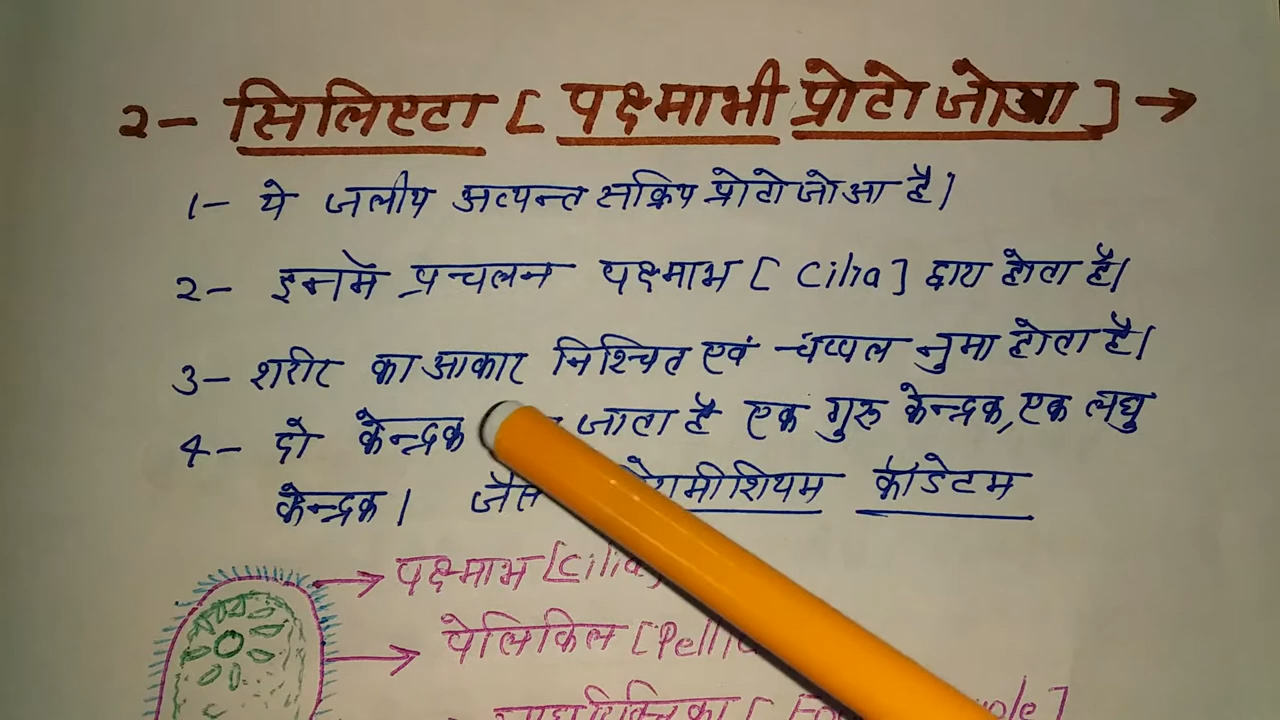 2- सिलिएटा [ पक्ष्माभी प्रोटोजोआ ] →
1- ये जलीय अत्यन्त सक्रिय प्रोटोजोआ है।
2- इनमें प्रचलन पक्ष्माभ [ Cilia ] द्वारा होता है।
3- शरीर का आकार निश्चित एवं चप्पल नुमा होता है।
4- दो केन्द्रक जाता है एक गुरु केन्द्रक, एक लघु
केन्द्रक। कॉडेटम
पक्ष्माभ [Cilia
पेलिकिल [Pelli